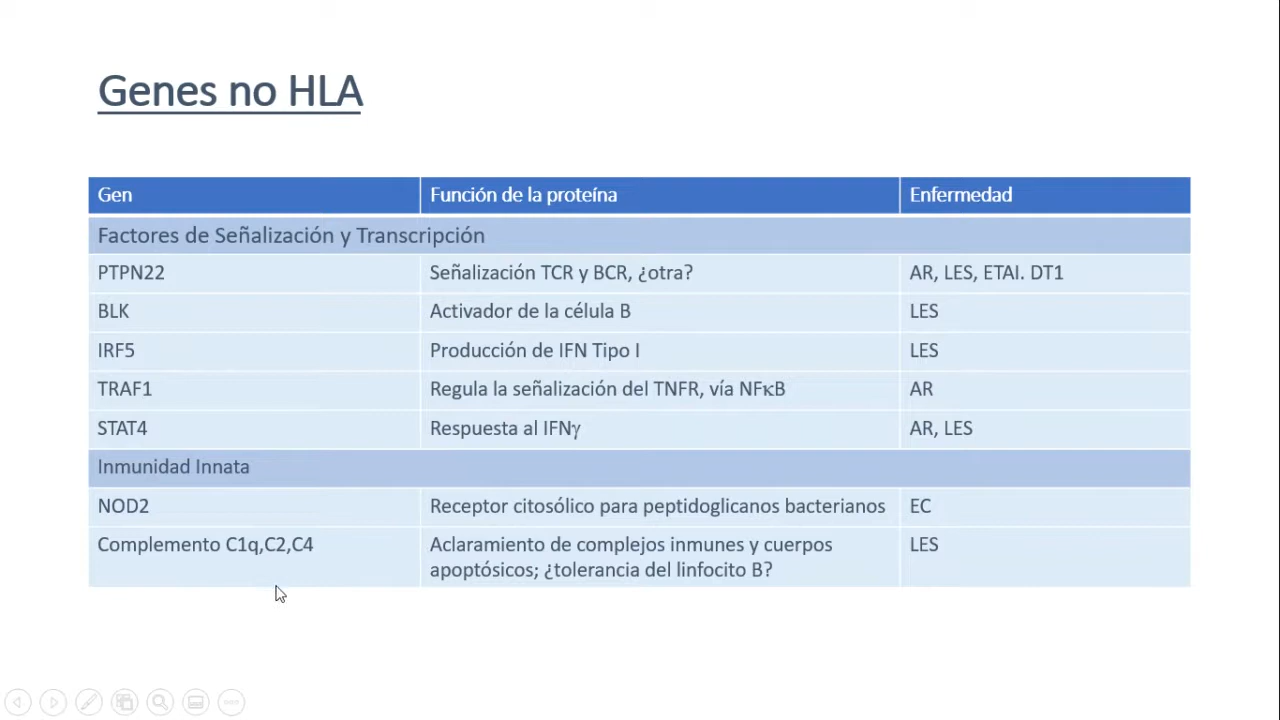 Genes no HLA
Gen Función de la proteína Enfermedad
Factores de Señalización y Transcripción
PTPN22 Señalización TCR y BCR, ¿otra? AR, LES, ETAI. DT1
BLK Activador de la célula B LES
IRF5 Producción de IFN Tipo I LES
TRAF1 Regula la señalización del TNFR, vía NFκB AR
STAT4 Respuesta al IFNγ AR, LES
Inmunidad Innata
NOD2 Receptor citosólico para peptidoglicanos bacterianos EC
Complemento C1q,C2,C4 Aclaramiento de complejos inmunes y cuerpos LES
apoptósicos; ¿tolerancia del linfocito B?